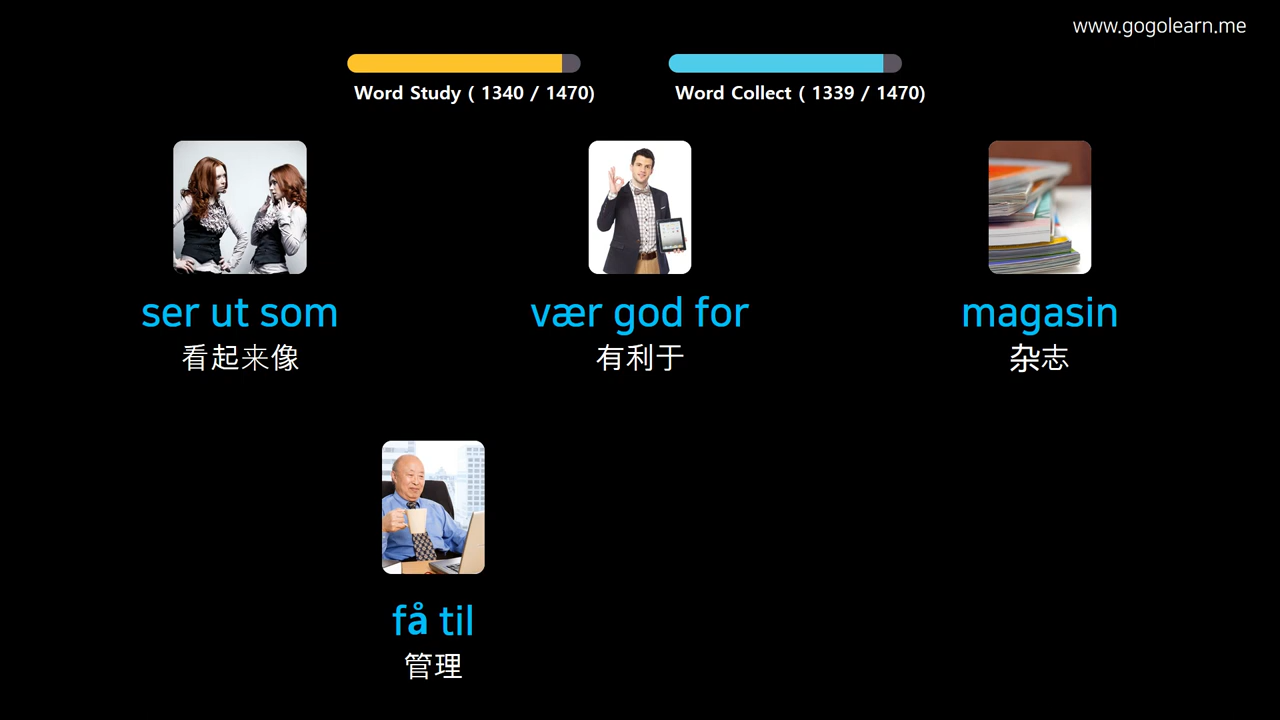 www.gogolearn.me
Word Study ( 1340 / 1470)
Word Collect ( 1339 / 1470)
ser ut som
看起来像
vær god for
有利于
magasin
杂志
få til
管理